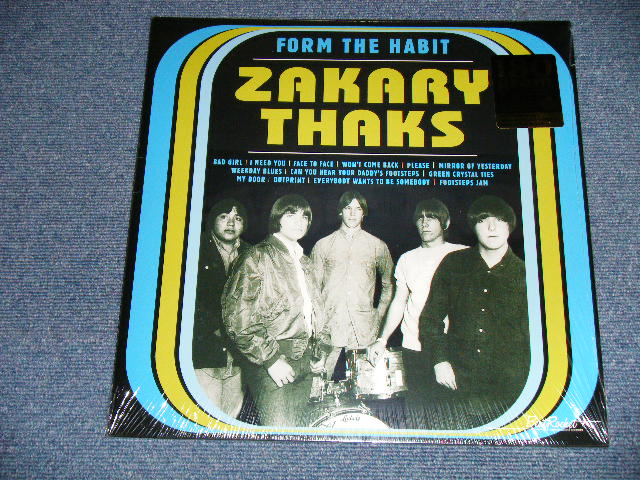 FORM THE HABIT
ZAKARY
THAKS
BAD GIRL | I NEED YOU | FACE TO FACE | WON'T COME BACK | PLEASE | MIRROR OF YESTERDAY
WEEKDAY BLUES | CAN YOU HEAR YOUR DADDY'S FOOTSTEPS | GREEN CRYSTAL TIES
MY DOOR | OUTPRINT | EVERYBODY WANTS TO BE SOMEBODY | FOOTSTEPS JAM